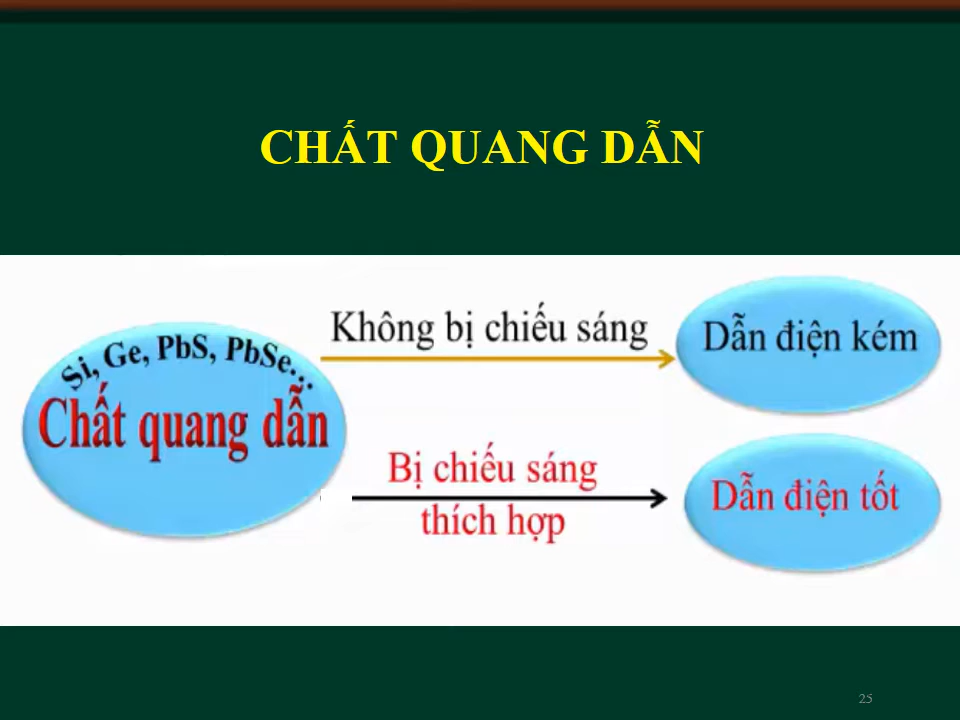 CHẤT QUANG DẪN
Si, Ge, PbS, PbSe...
Chất quang dẫn
Không bị chiếu sáng
Dẫn điện kém
Bị chiếu sáng
thích hợp
Dẫn điện tốt
25